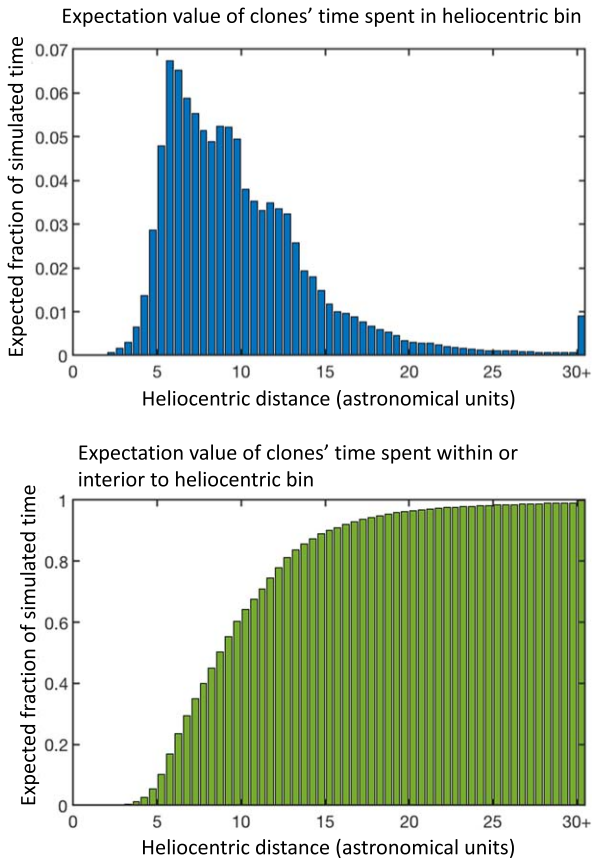 Expectation value of clones’ time spent in heliocentric bin
Expected fraction of simulated time
0.07
0.06
0.05
0.04
0.03
0.02
0.01
0
0 5 10 15 20 25 30+
Heliocentric distance (astronomical units)
Expectation value of clones’ time spent within or
interior to heliocentric bin
Expected fraction of simulated time
1
0.8
0.6
0.4
0.2
0
0 5 10 15 20 25 30+
Heliocentric distance (astronomical units)